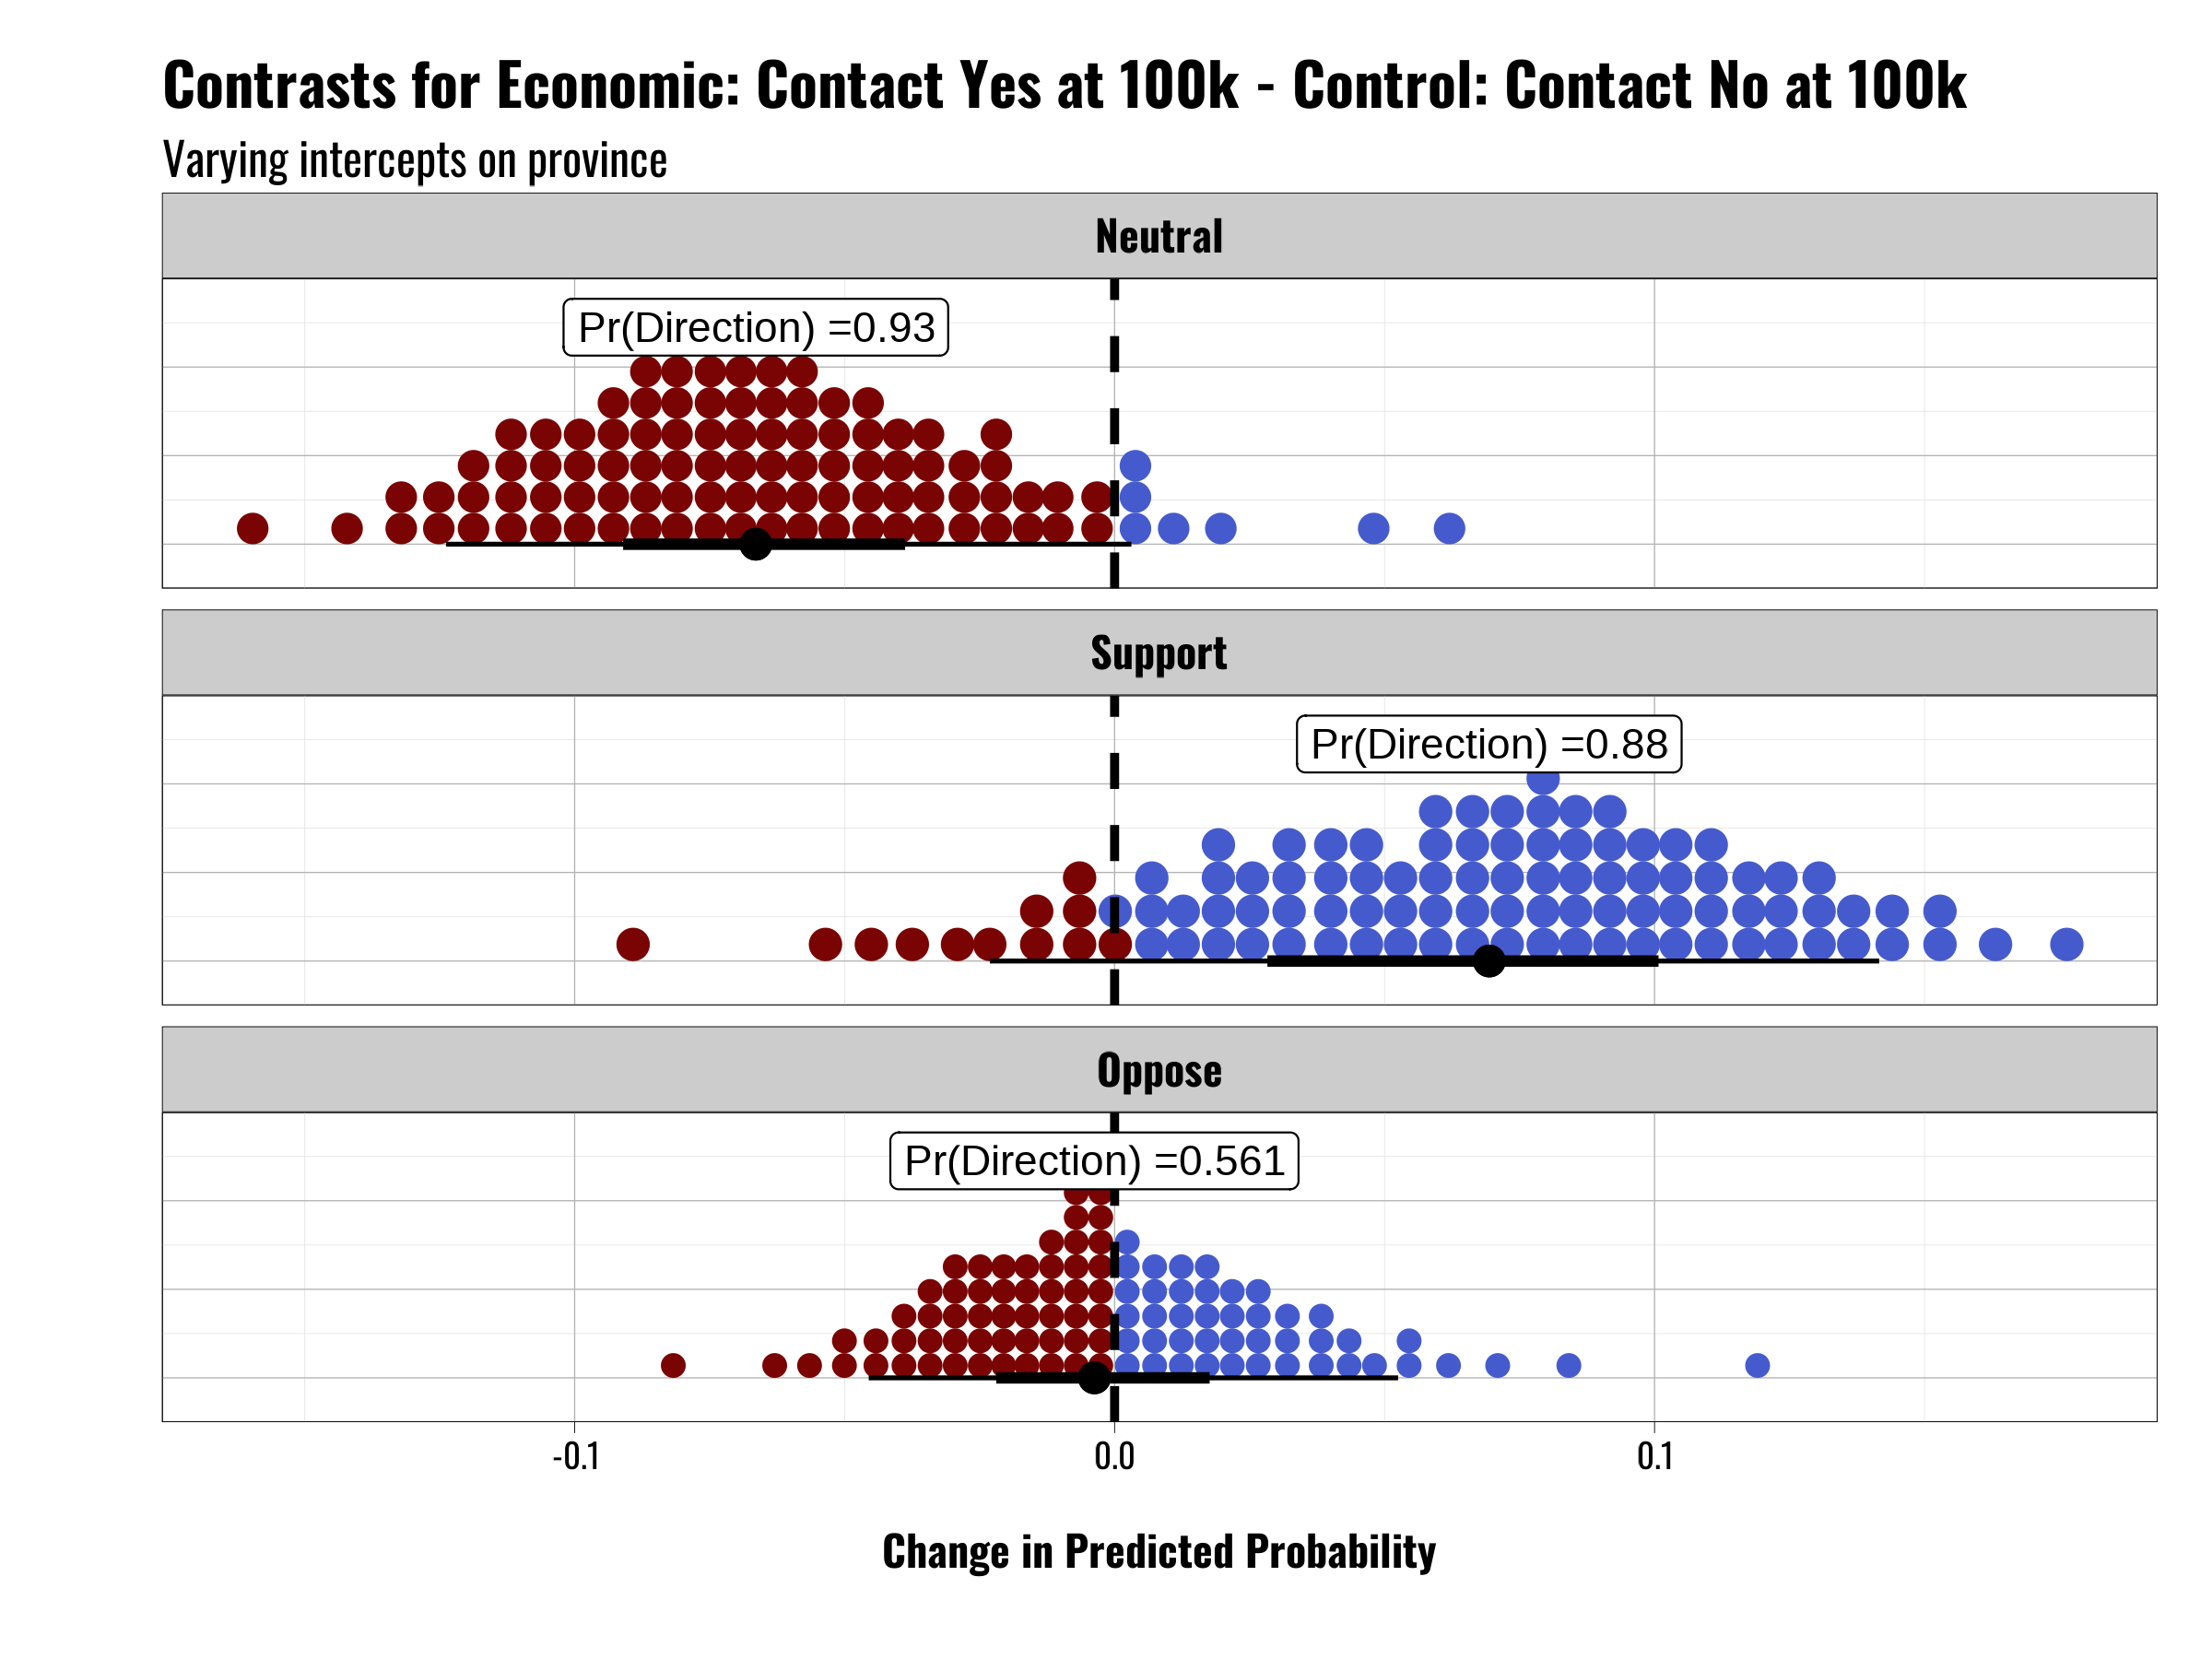 Contrasts for Economic: Contact Yes at 100k - Control: Contact No at 100k
Varying intercepts on province
Neutral
Pr(Direction) =0.93
Support
Pr(Direction) =0.88
Oppose
Pr(Direction) =0.561
-0.1 0.0 0.1
Change in Predicted Probability